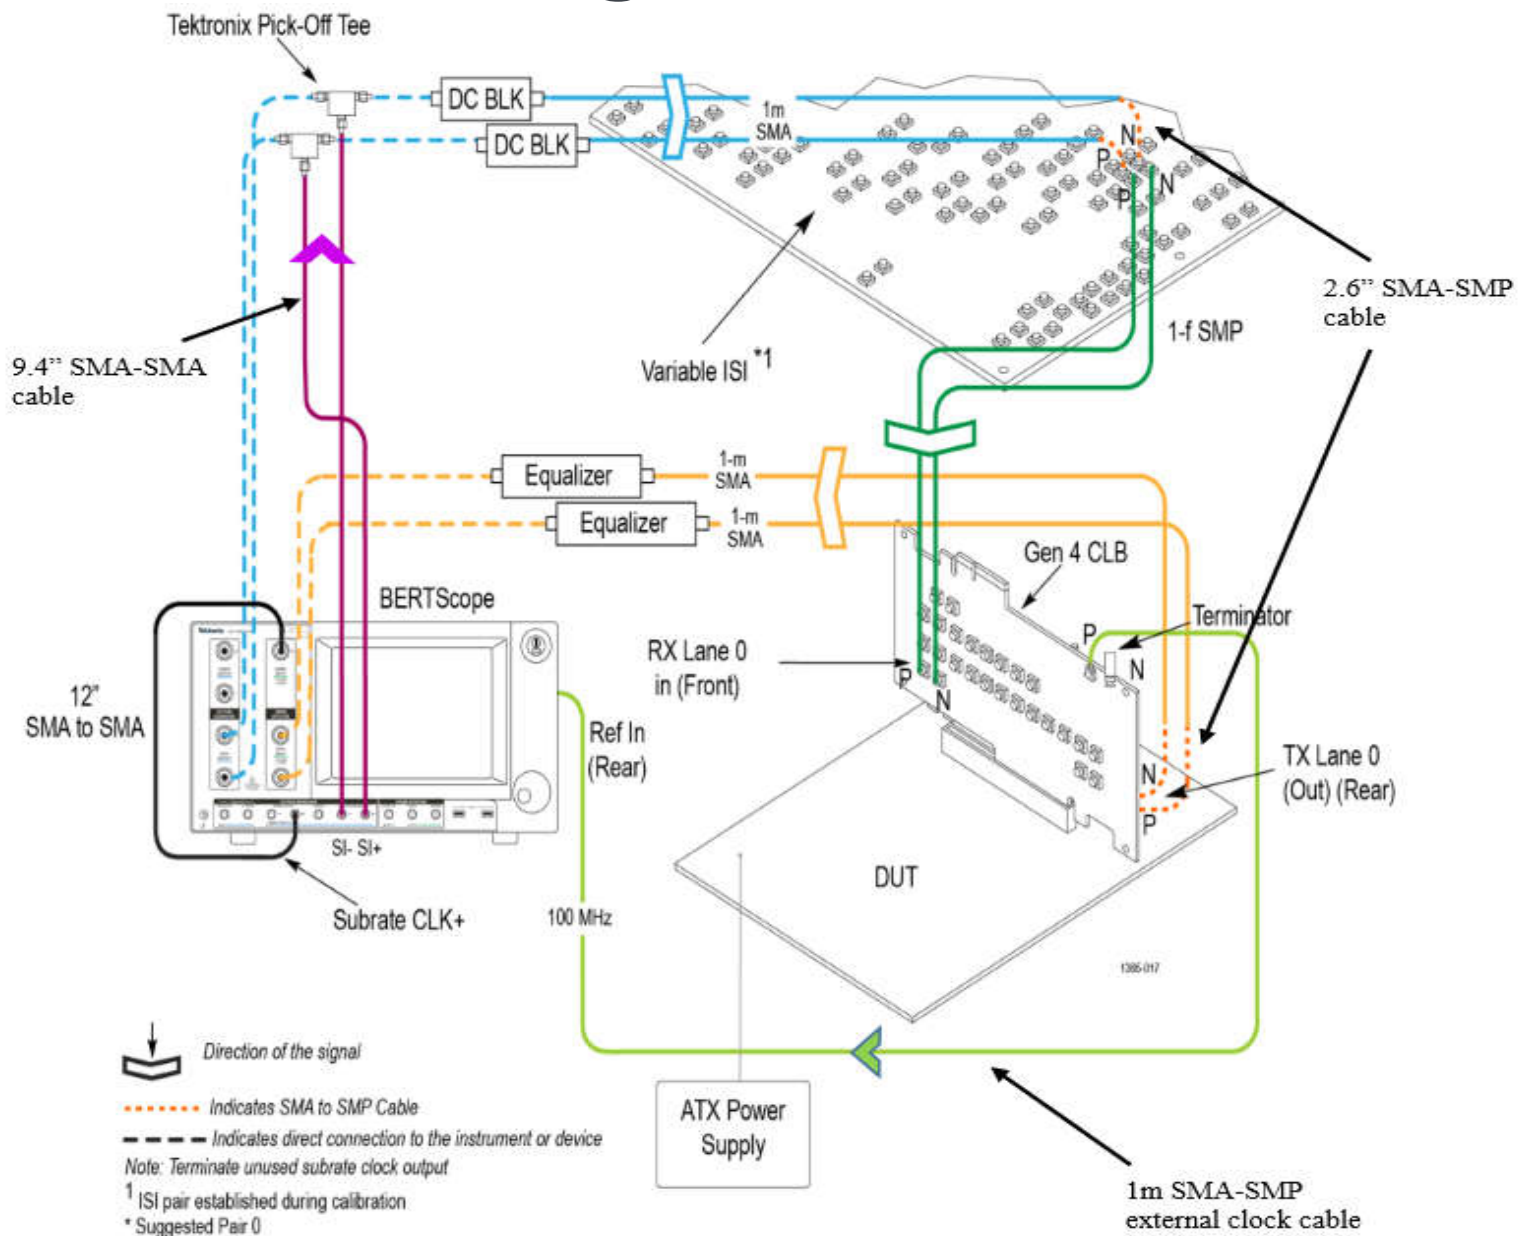 Tektronix Pick-Off Tee
DC BLK
DC BLK
1m
SMA
N
P
N
P
2.6” SMA-SMP
cable
1-f SMP
Variable ISI *1
9.4” SMA-SMA
cable
Equalizer
1-m
SMA
Equalizer
1-m
SMA
Gen 4 CLB
BERTScope
Tektronix
P
Terminator
N
RX Lane 0
in (Front)
P
N
12"
SMA to SMA
Ref In
(Rear)
N
TX Lane 0
(Out) (Rear)
P
SI- SI+
DUT
Subrate CLK+
100 MHz
1386-017
Direction of the signal
Indicates SMA to SMP Cable
Indicates direct connection to the instrument or device
Note: Terminate unused subrate clock output
1 ISI pair established during calibration
* Suggested Pair 0
ATX Power
Supply
1m SMA-SMP
external clock cable